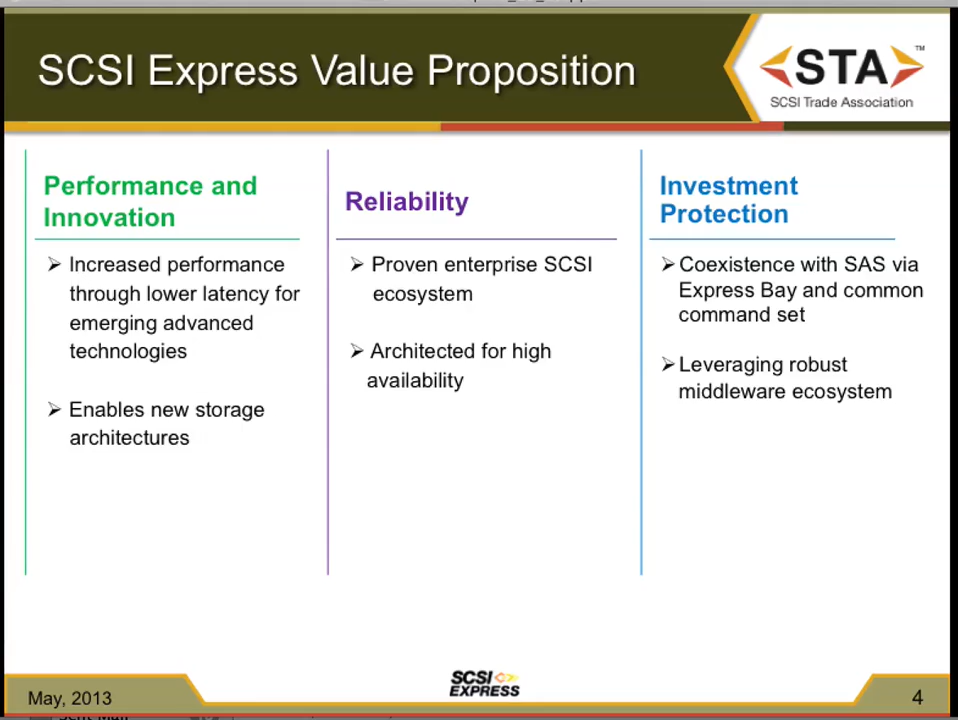 SCSI Express Value Proposition
STA™
SCSI Trade Association
Performance and
Innovation
➢ Increased performance
through lower latency for
emerging advanced
technologies
➢ Enables new storage
architectures
Reliability
➢ Proven enterprise SCSI
ecosystem
➢ Architected for high
availability
Investment
Protection
➢Coexistence with SAS via
Express Bay and common
command set
➢Leveraging robust
middleware ecosystem
May, 2013
SCSI
EXPRESS
4